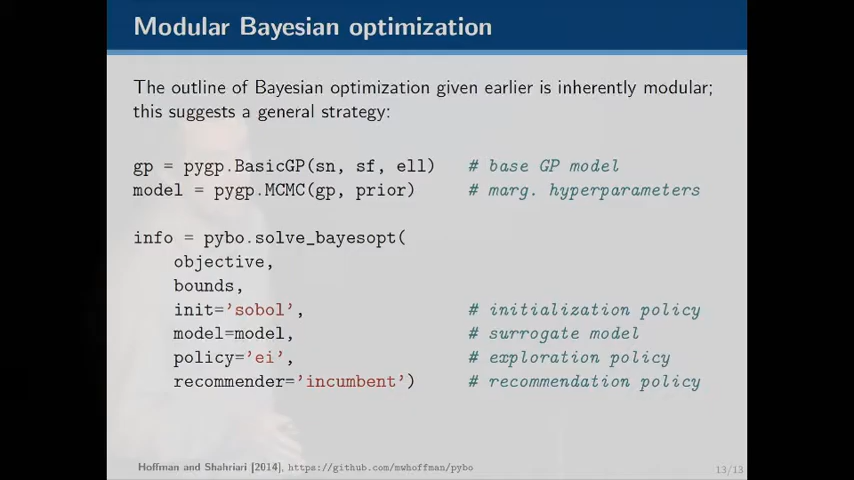 Modular Bayesian optimization
The outline of Bayesian optimization given earlier is inherently modular;
this suggests a general strategy:
gp = pygp.BasicGP(sn, sf, ell) # base GP model
model = pygp.MCMC(gp, prior) # marg. hyperparameters
info = pybo.solve_bayesopt(
objective,
bounds,
init='sobol', # initialization policy
model=model, # surrogate model
policy='ei', # exploration policy
recommender='incumbent') # recommendation policy
Hoffman and Shahriari [2014], https://github.com/mwhoffman/pybo
13/13